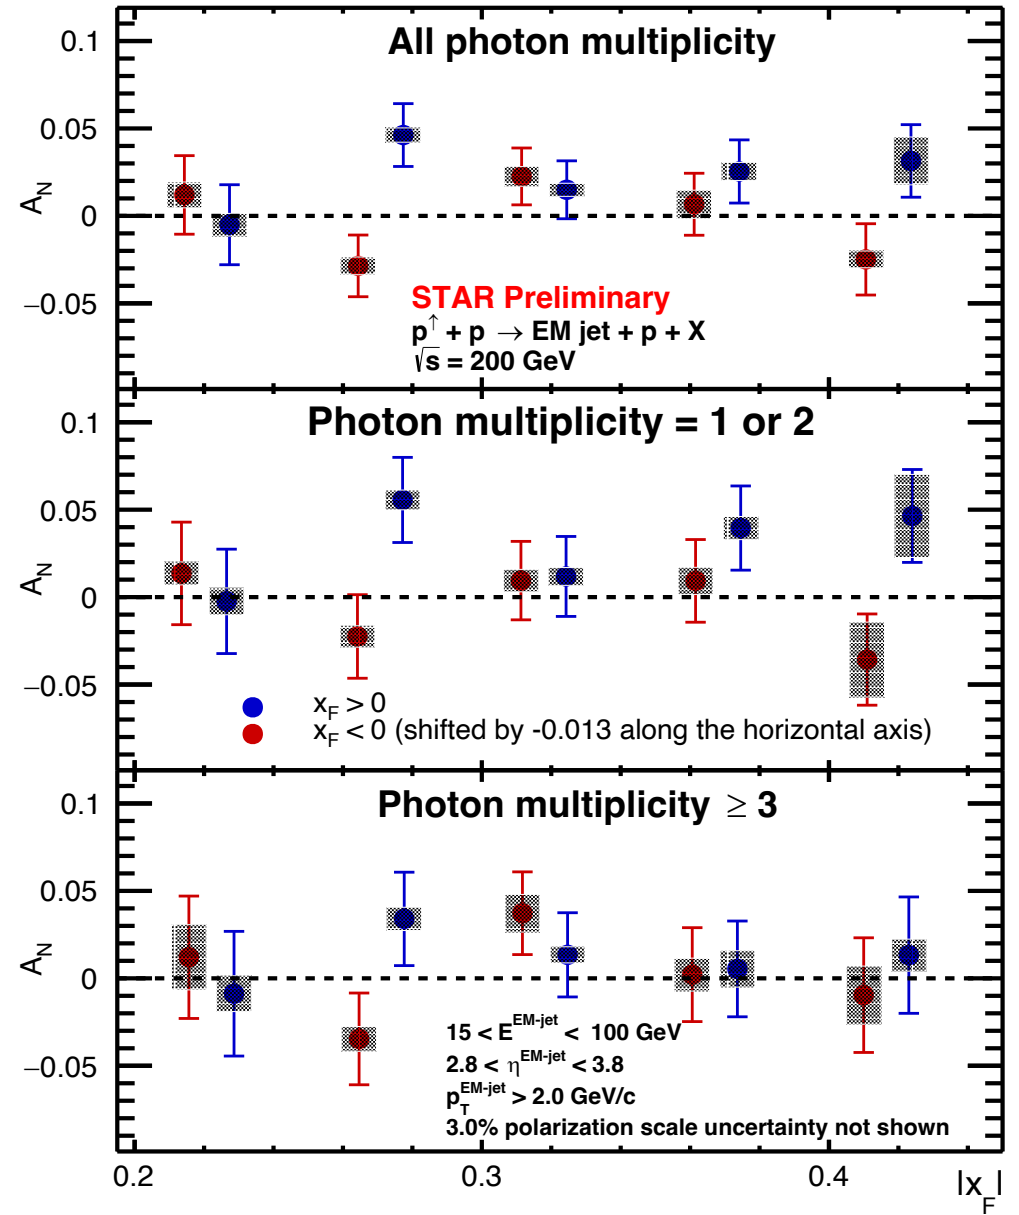 All photon multiplicity
0.1
0.05
0
−0.05
A_N
STAR Preliminary
p↑ + p → EM jet + p + X
√s = 200 GeV
Photon multiplicity = 1 or 2
0.1
0.05
0
−0.05
A_N
x_F > 0
x_F < 0 (shifted by -0.013 along the horizontal axis)
Photon multiplicity ≥ 3
0.1
0.05
0
−0.05
A_N
15 < E^EM-jet < 100 GeV
2.8 < η^EM-jet < 3.8
p_T^EM-jet > 2.0 GeV/c
3.0% polarization scale uncertainty not shown
0.2 0.3 0.4 |x_F|